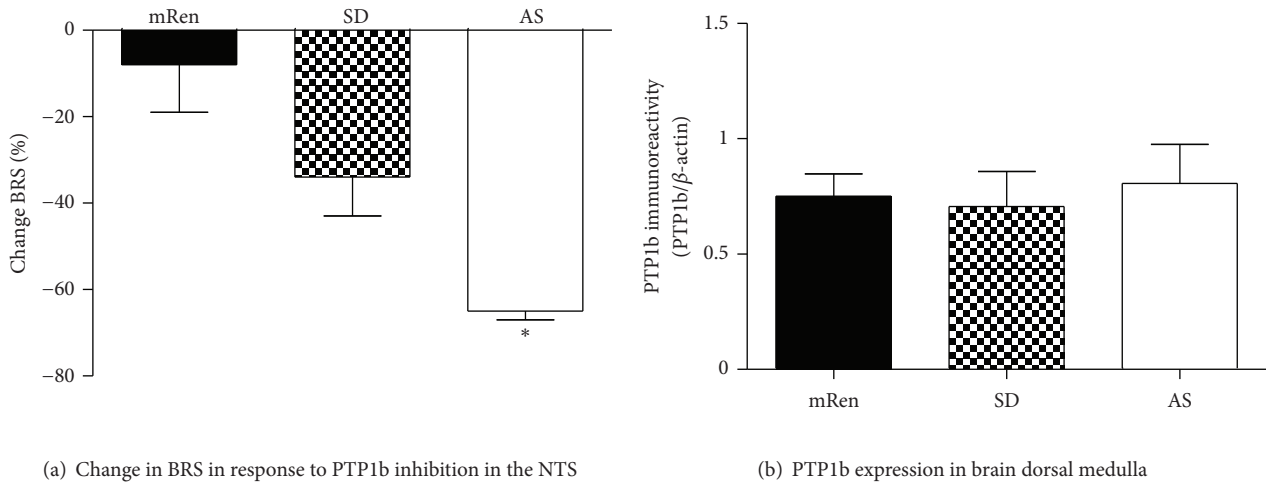 mRen SD AS
0
−20
−40
−60
−80
Change BRS (%)
*
(a) Change in BRS in response to PTP1b inhibition in the NTS
1.5
1
0.5
0
PTP1b immunoreactivity
(PTP1b/β-actin)
mRen SD AS
(b) PTP1b expression in brain dorsal medulla